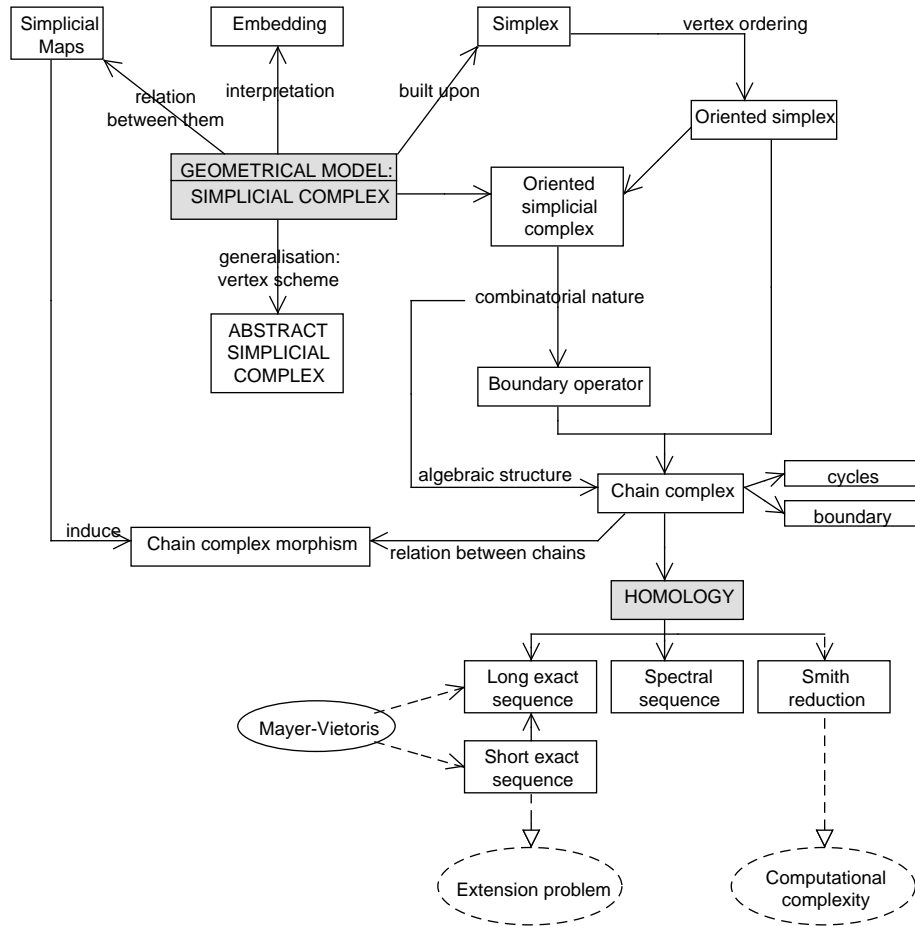 Simplicial
Maps
Embedding
Simplex
vertex ordering
relation
between them
interpretation
built upon
Oriented simplex
GEOMETRICAL MODEL:
SIMPLICIAL COMPLEX
Oriented
simplicial
complex
generalisation:
vertex scheme
combinatorial nature
ABSTRACT
SIMPLICIAL
COMPLEX
Boundary operator
algebraic structure
Chain complex
cycles
boundary
induce
Chain complex morphism
relation between chains
HOMOLOGY
Long exact
sequence
Spectral
sequence
Smith
reduction
Mayer-Vietoris
Short exact
sequence
Extension problem
Computational
complexity